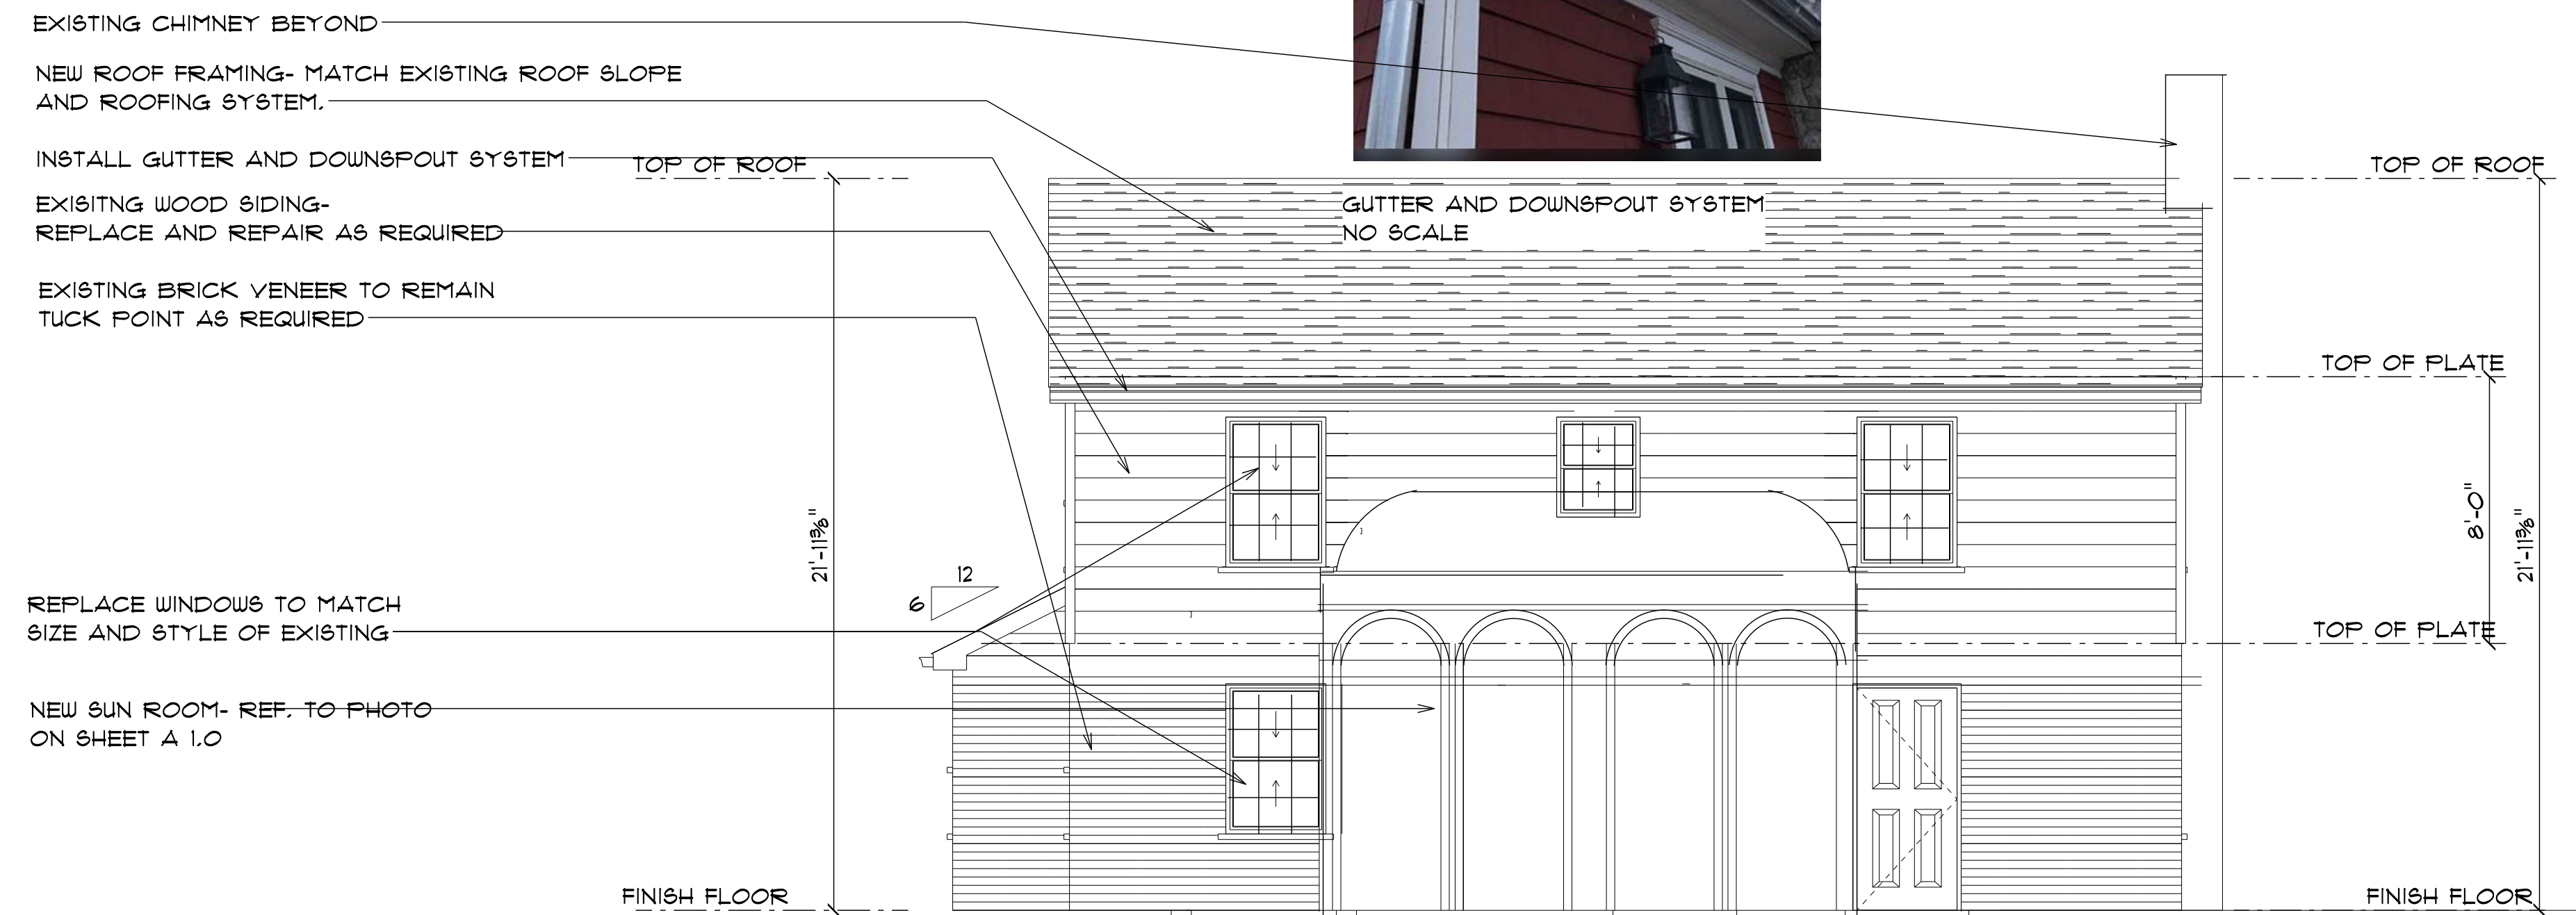 EXISTING CHIMNEY BEYOND
NEW ROOF FRAMING- MATCH EXISTING ROOF SLOPE
AND ROOFING SYSTEM.
INSTALL GUTTER AND DOWNSPOUT SYSTEM
TOP OF ROOF
TOP OF ROOF
EXISITNG WOOD SIDING-
REPLACE AND REPAIR AS REQUIRED
GUTTER AND DOWNSPOUT SYSTEM
NO SCALE
EXISTING BRICK VENEER TO REMAIN
TUCK POINT AS REQUIRED
TOP OF PLATE
21'-11⅜"
8'-0"
21'-11⅜"
12
6
REPLACE WINDOWS TO MATCH
SIZE AND STYLE OF EXISTING
TOP OF PLATE
NEW SUN ROOM- REF. TO PHOTO
ON SHEET A 1.0
FINISH FLOOR
FINISH FLOOR